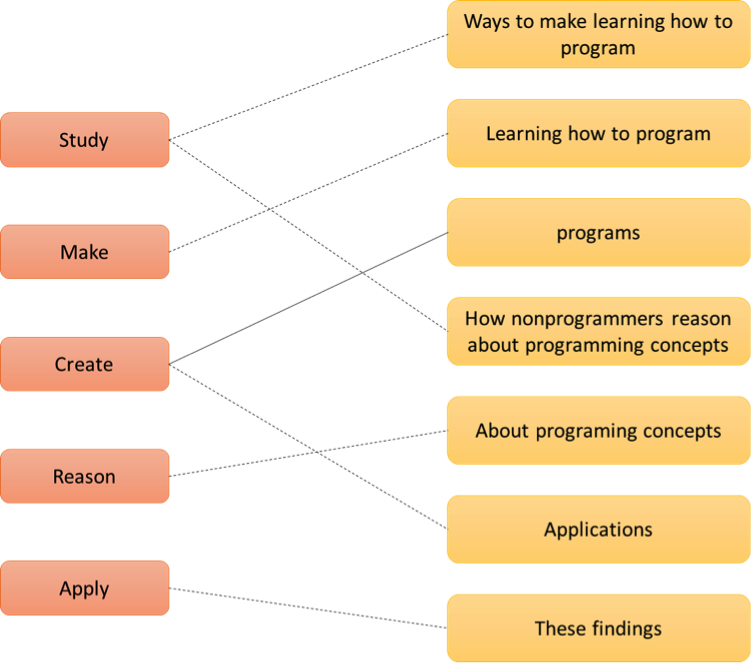 Study
Make
Create
Reason
Apply
Ways to make learning how to
program
Learning how to program
programs
How nonprogrammers reason
about programming concepts
About programing concepts
Applications
These findings